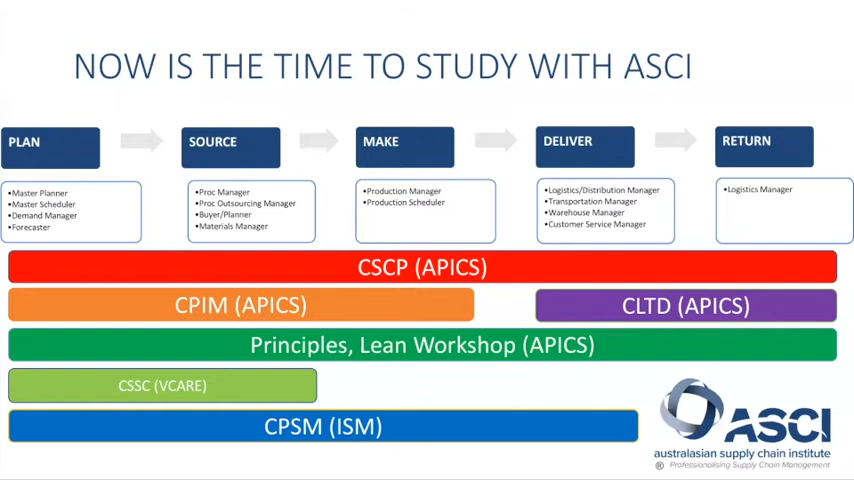 NOW IS THE TIME TO STUDY WITH ASCI
PLAN
SOURCE
MAKE
DELIVER
RETURN
•Master Planner
•Master Scheduler
•Demand Manager
•Forecaster
•Proc Manager
•Proc Outsourcing Manager
•Buyer/Planner
•Materials Manager
•Production Manager
•Production Scheduler
•Logistics/Distribution Manager
•Transportation Manager
•Warehouse Manager
•Customer Service Manager
•Logistics Manager
CSCP (APICS)
CPIM (APICS)
CLTD (APICS)
Principles, Lean Workshop (APICS)
CSSC (VCARE)
CPSM (ISM)
ASCI
australasian supply chain institute
® Professionalising Supply Chain Management